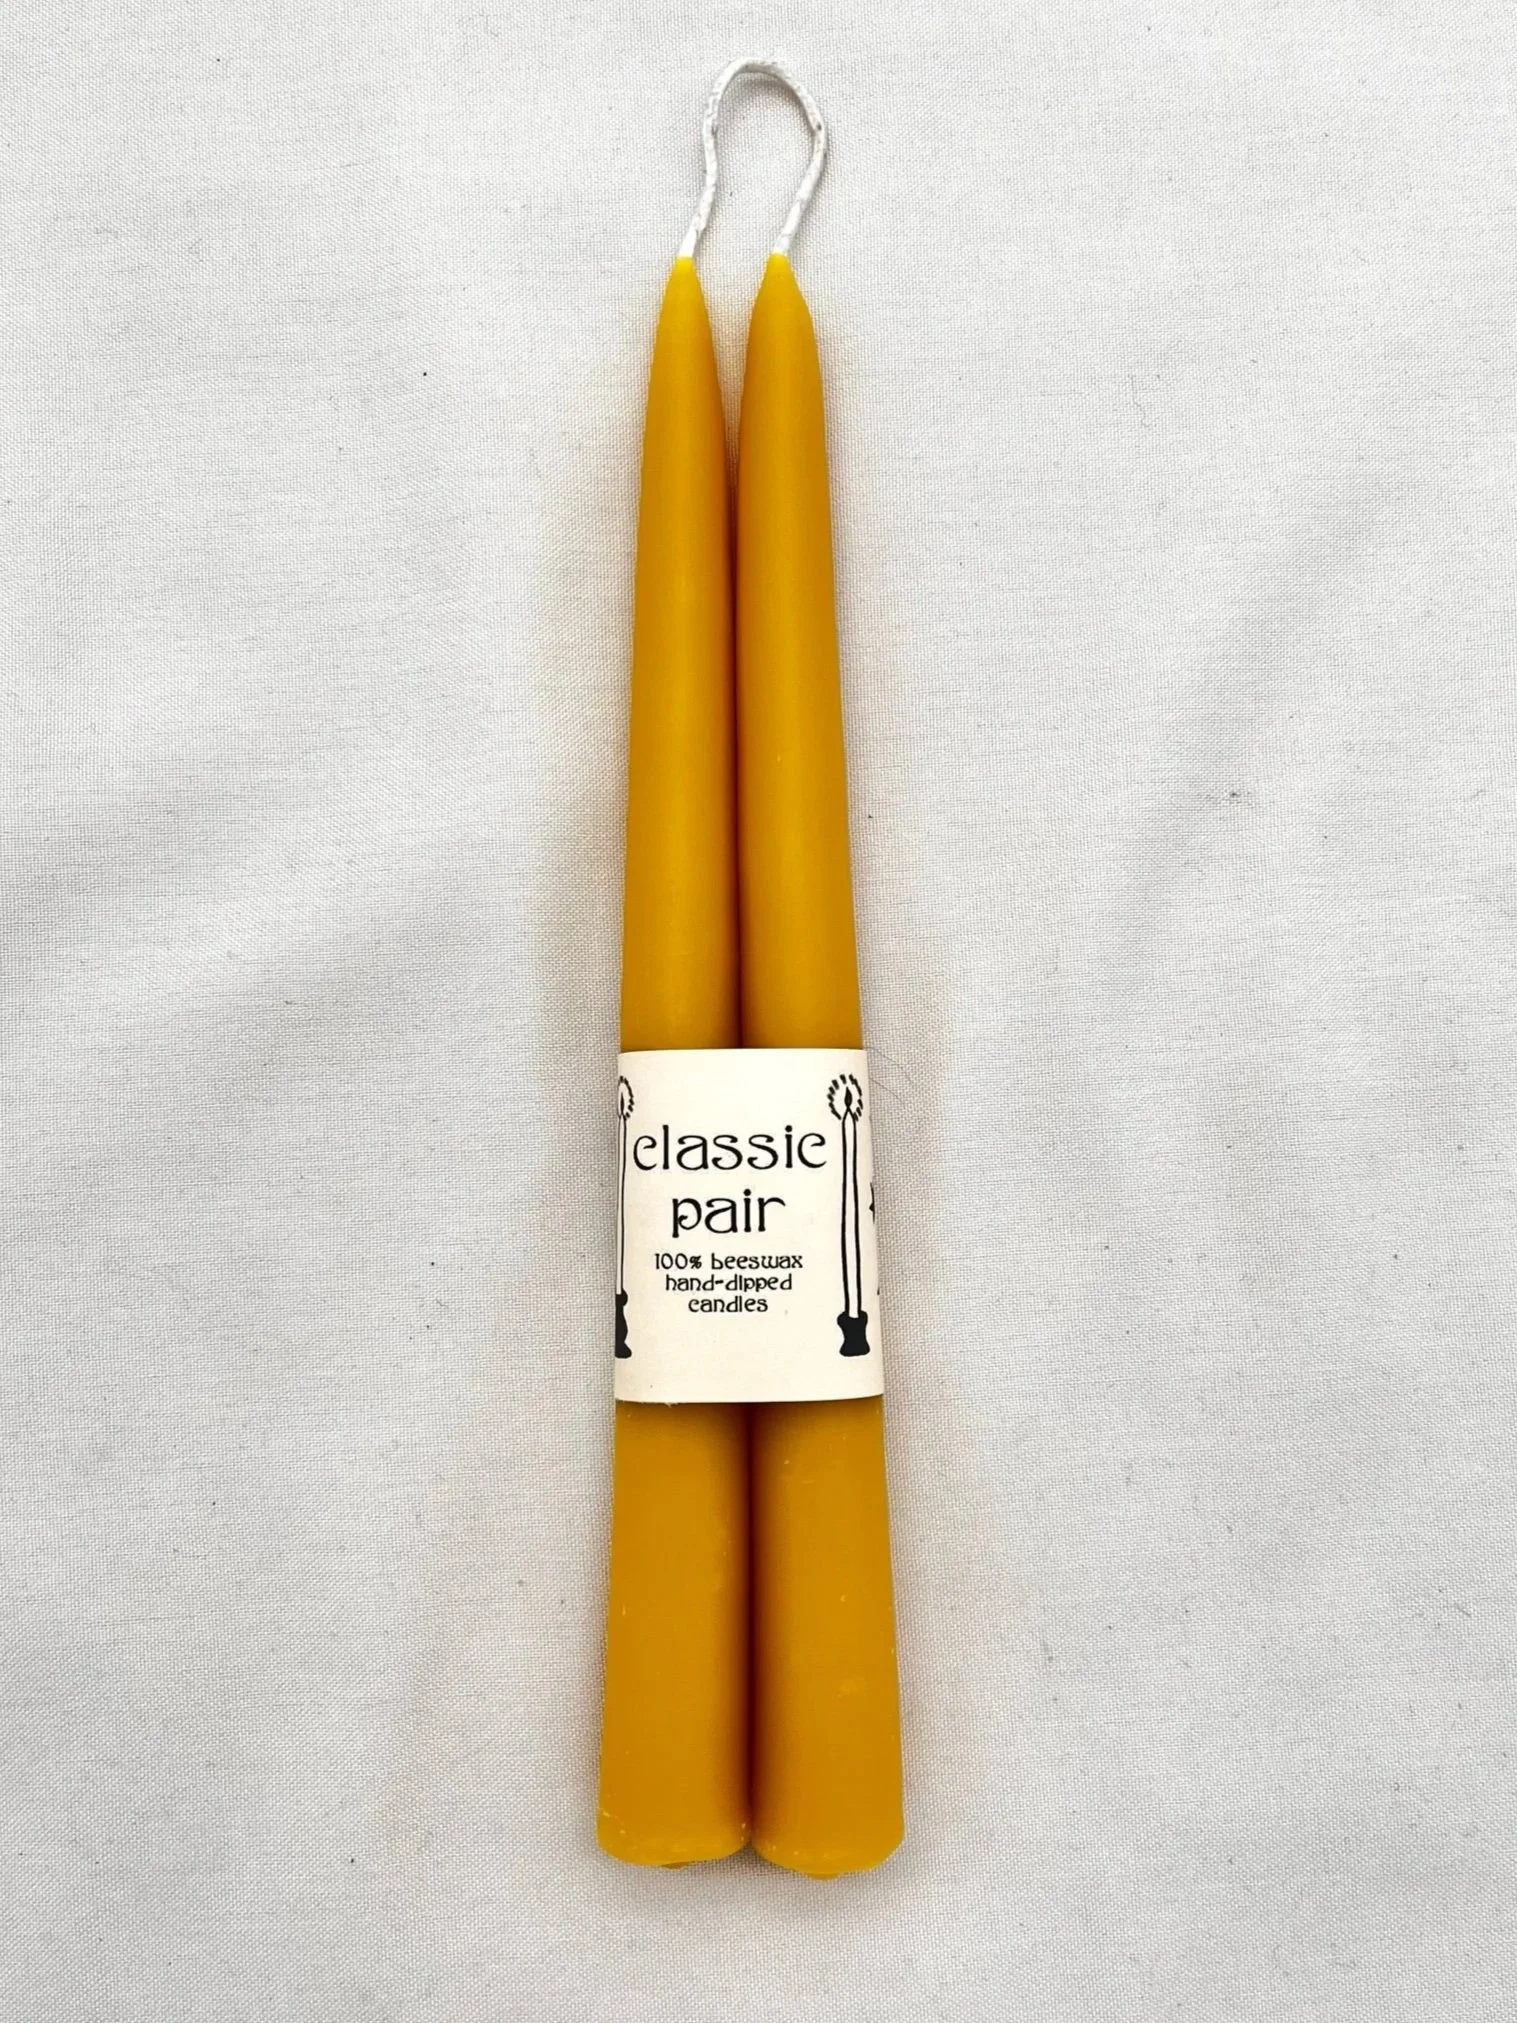 classic
pair
100% beeswax
hand-dipped
candles